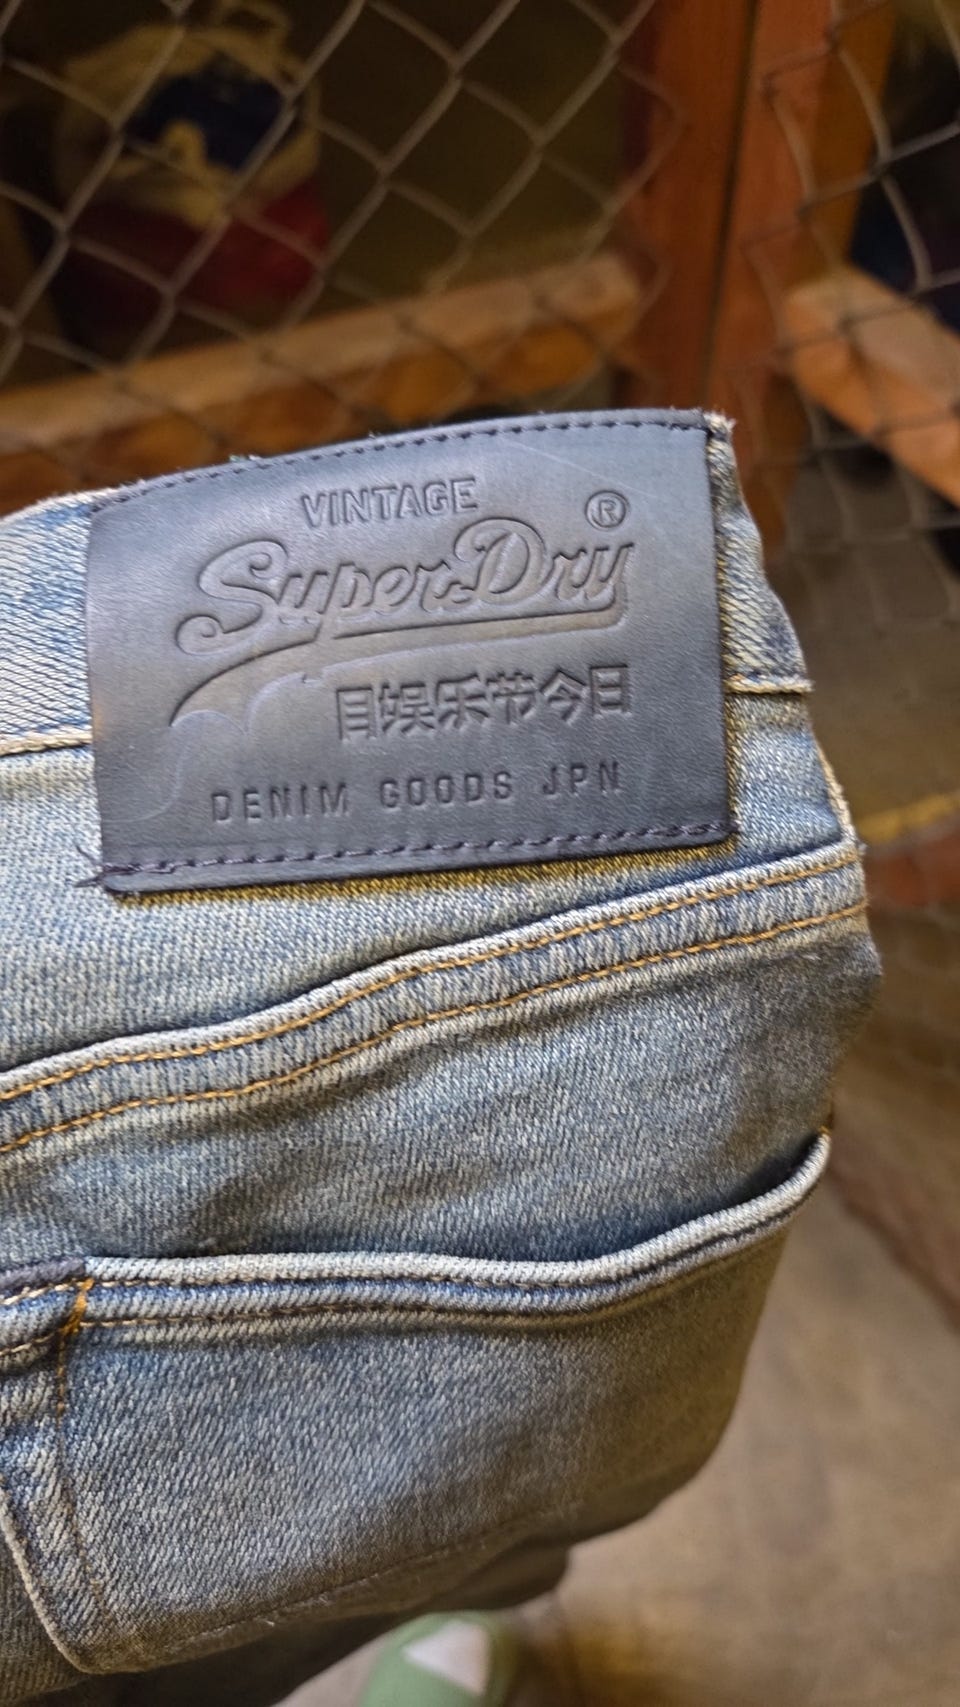 VINTAGE
SuperDry®
目娱乐节今日
DENIM GOODS JPN